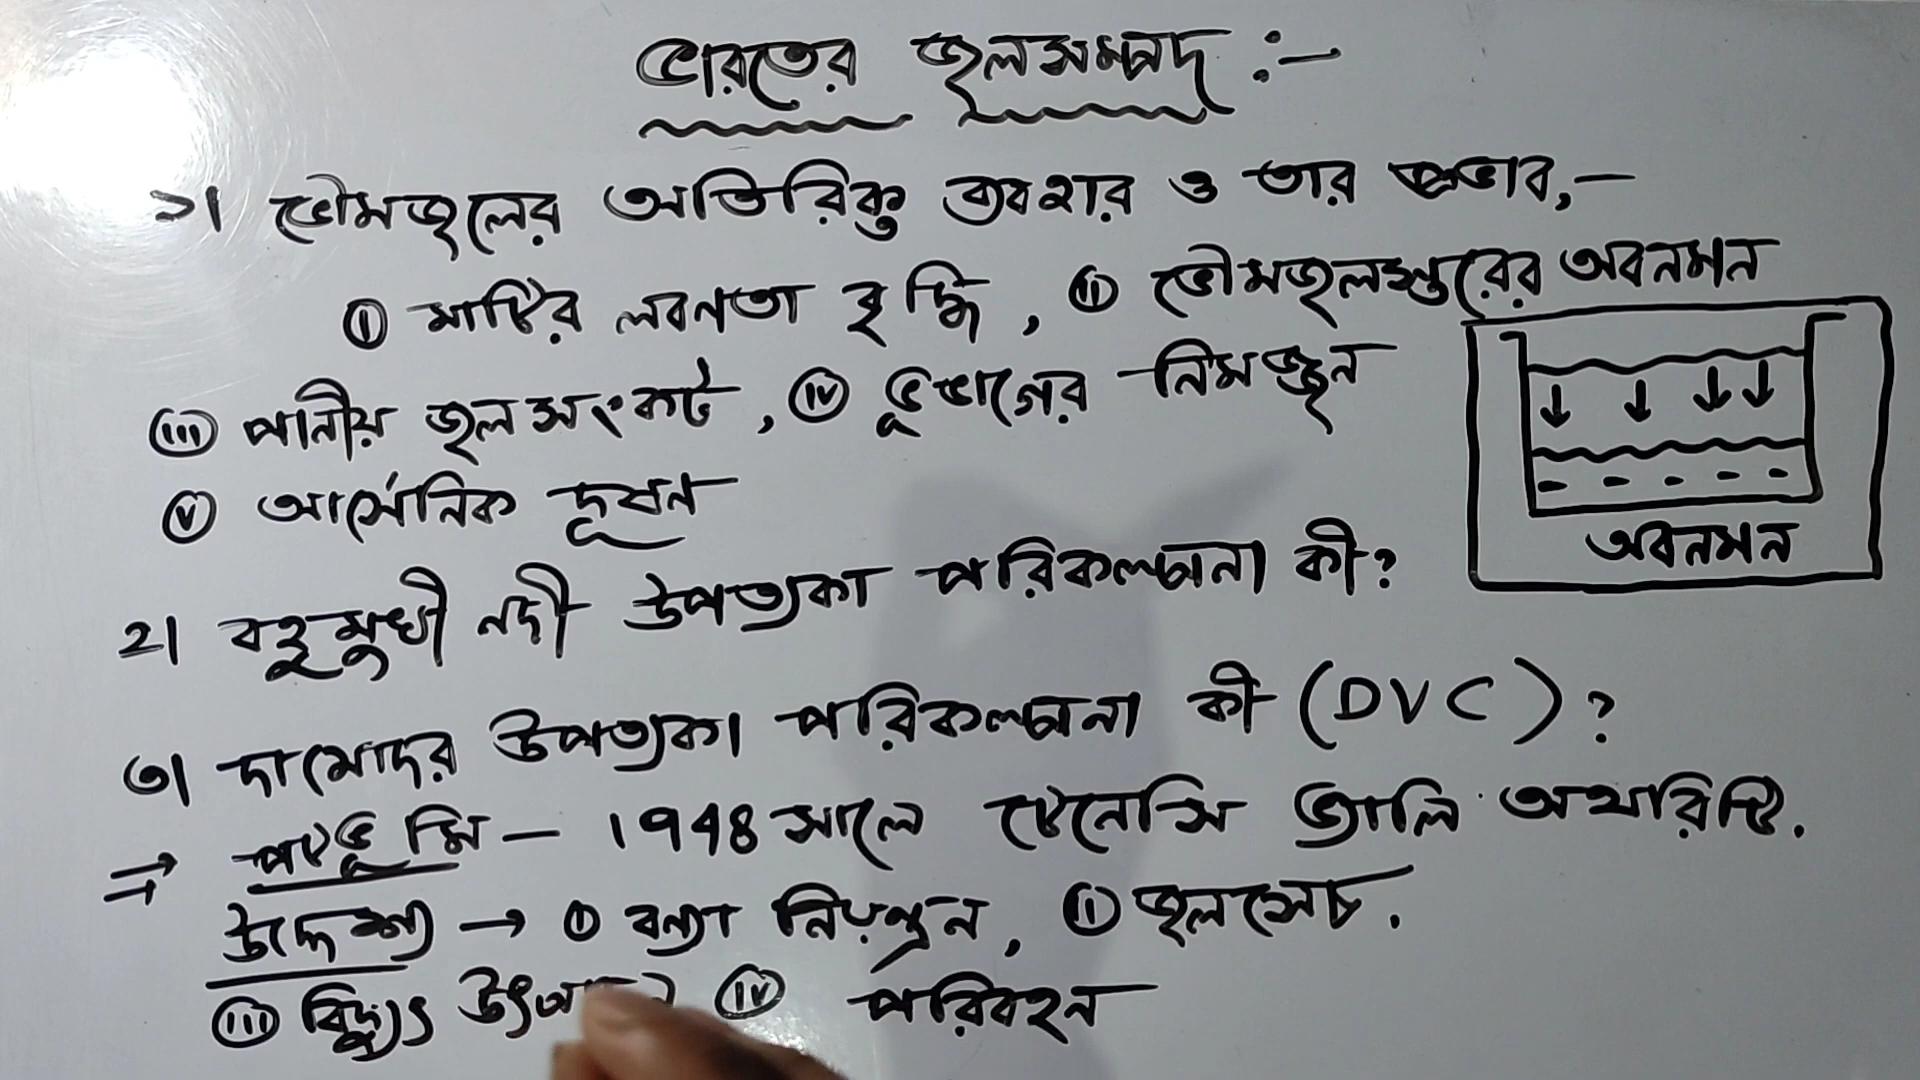 ভারতের জলসম্পদ :-
১। ভৌমজলের অতিরিক্ত ব্যবহার ও তার প্রভাব,-
(i) মাটির লবনতা বৃদ্ধি, (ii) ভৌমজলস্তরের অবনমন
(iii) পানীয় জলসংকট, (iv) ভূভাগের নিমজ্জন
(v) আর্সেনিক দূষন
অবনমন
২। বহুমুখী নদী উপত্যকা পরিকল্পনা কী?
৩। দামোদর উপত্যকা পরিকল্পনা কী (DVC)?
⇒ পটভূমি - 1948 সালে টেনেসি ভ্যালি অথারিটি.
উদ্দেশ্য → (i) বন্যা নিয়ন্ত্রন, (ii) জলসেচ.
(iii) বিদ্যুৎ (iv) পরিবহন